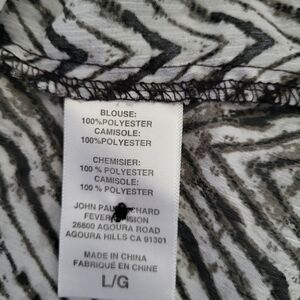 BLOUSE:
100%POLYESTER
CAMISOLE:
100%POLYESTER
CHEMISIER:
100 % POLYESTER
CAMISOLE:
100 % POLYESTER
JOHN
FEVER
26800 AGOURA ROAD
AGOURA HILLS CA 91301
MADE IN CHINA
FABRIQUÉ EN CHINE
L/G